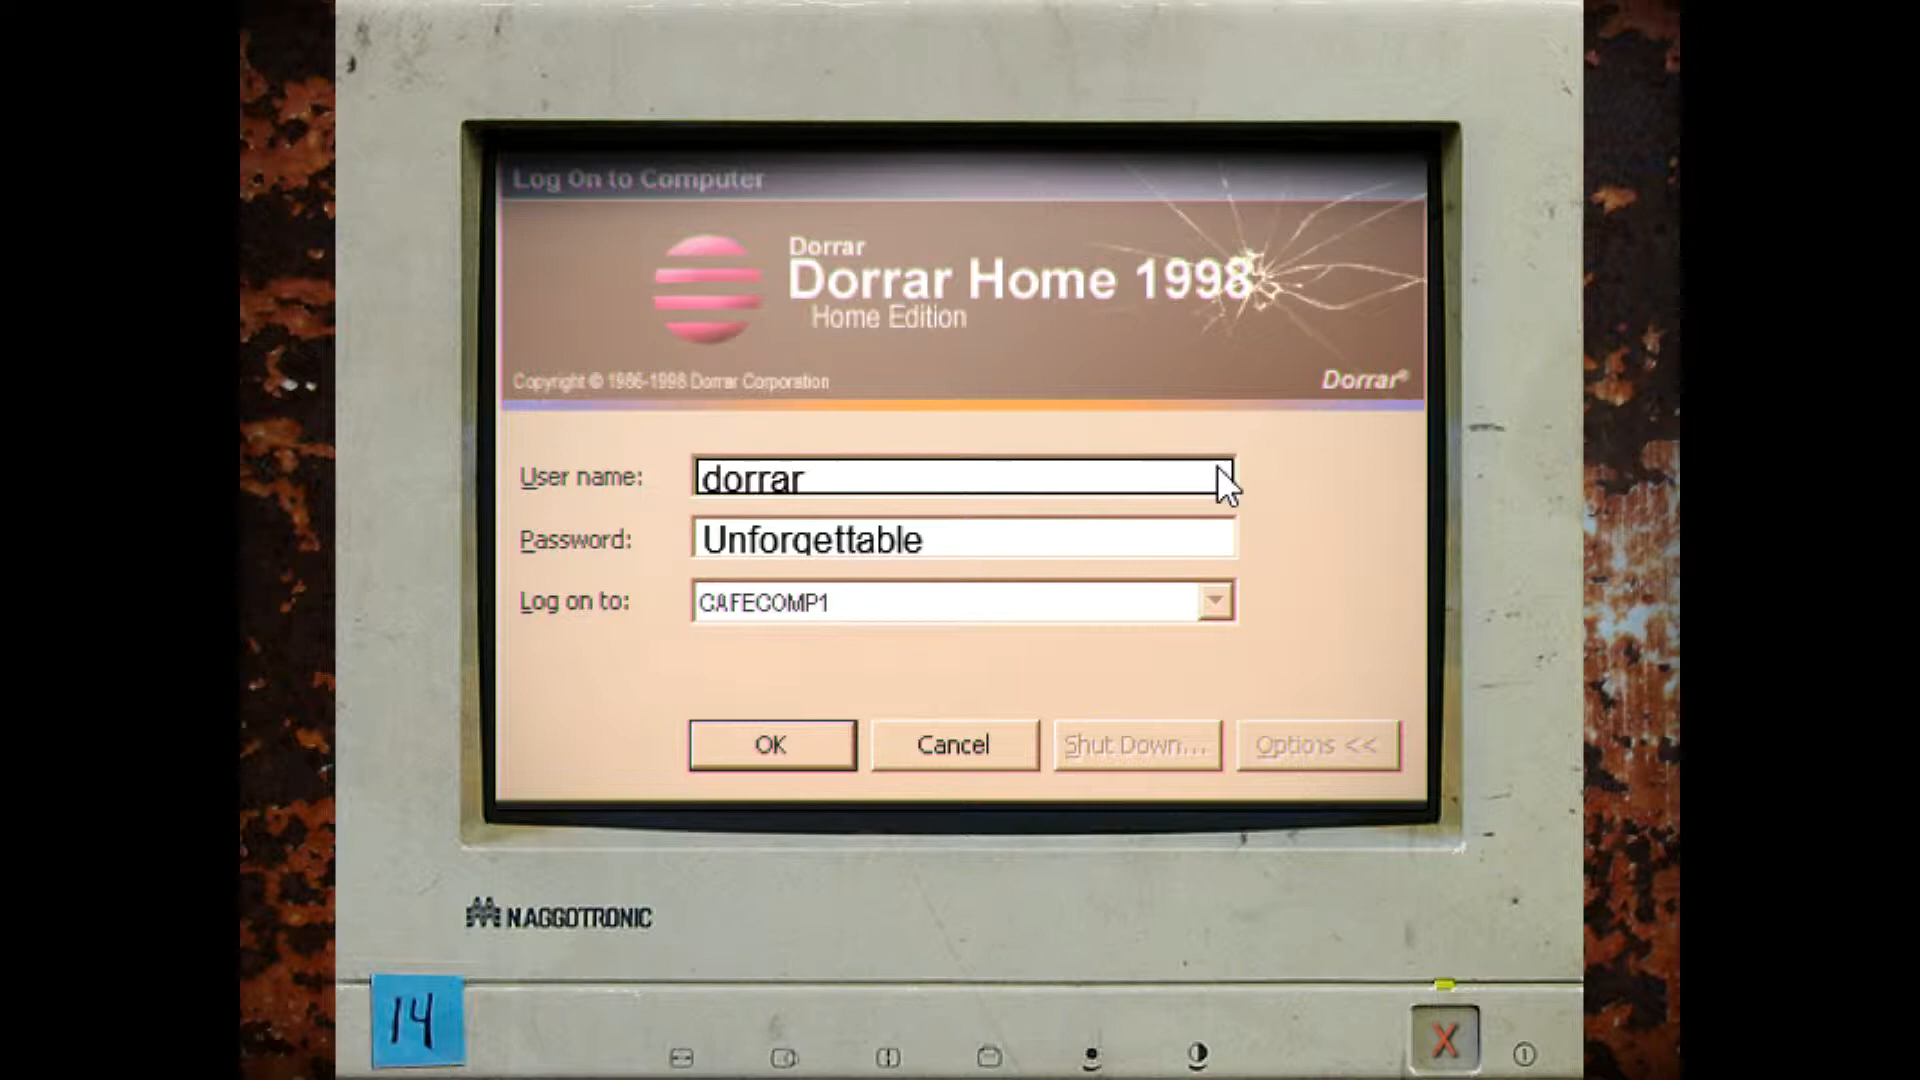 Log On to Computer
Dorrar
Dorrar Home 1998
Home Edition
Copyright © 1986-1998 Dorrar Corporation
Dorrar®
User name: dorrar
Password: Unforgettable
Log on to: CAFECOMP1
OK Cancel Shut Down... Options <<
NAGGOTRONIC
14
X